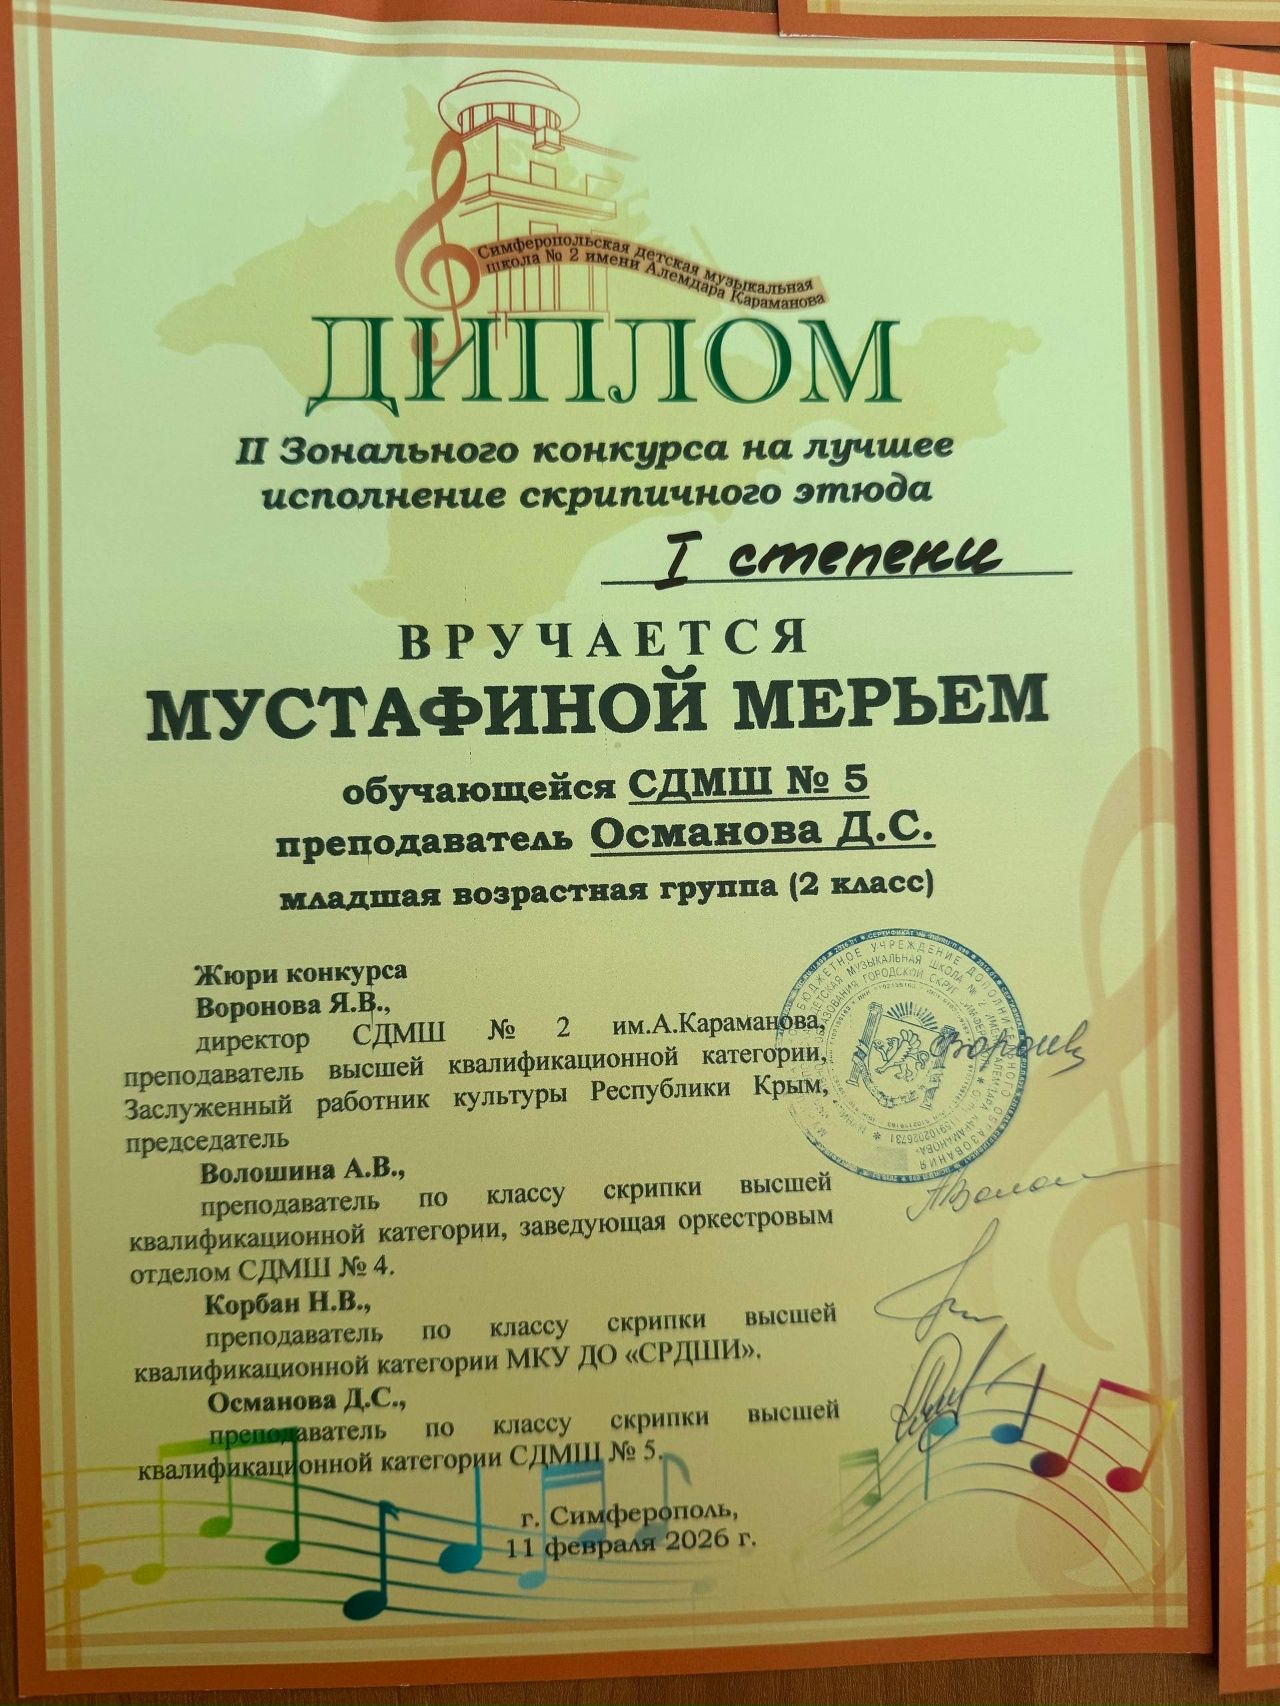 Симферопольская детская музыкальная
школа № 2 имени Алемдара Караманова
ДИПЛОМ
II Зонального конкурса на лучшее
исполнение скрипичного этюда
I степени
ВРУЧАЕТСЯ
МУСТАФИНОЙ МЕРЬЕМ
обучающейся СДМШ № 5
преподаватель Османова Д.С.
младшая возрастная группа (2 класс)
Жюри конкурса
Воронова Я.В.,
директор СДМШ № 2 им.А.Караманова,
преподаватель высшей квалификационной категории,
Заслуженный работник культуры Республики Крым,
председатель
Волошина А.В.,
преподаватель по классу скрипки высшей
квалификационной категории, заведующая оркестровым
отделом СДМШ № 4.
Корбан Н.В.,
преподаватель по классу скрипки высшей
квалификационной категории МКУ ДО «СРДШИ».
Османова Д.С.,
преподаватель по классу скрипки высшей
квалификационной категории СДМШ № 5.
г. Симферополь,
11 февраля 2026 г.